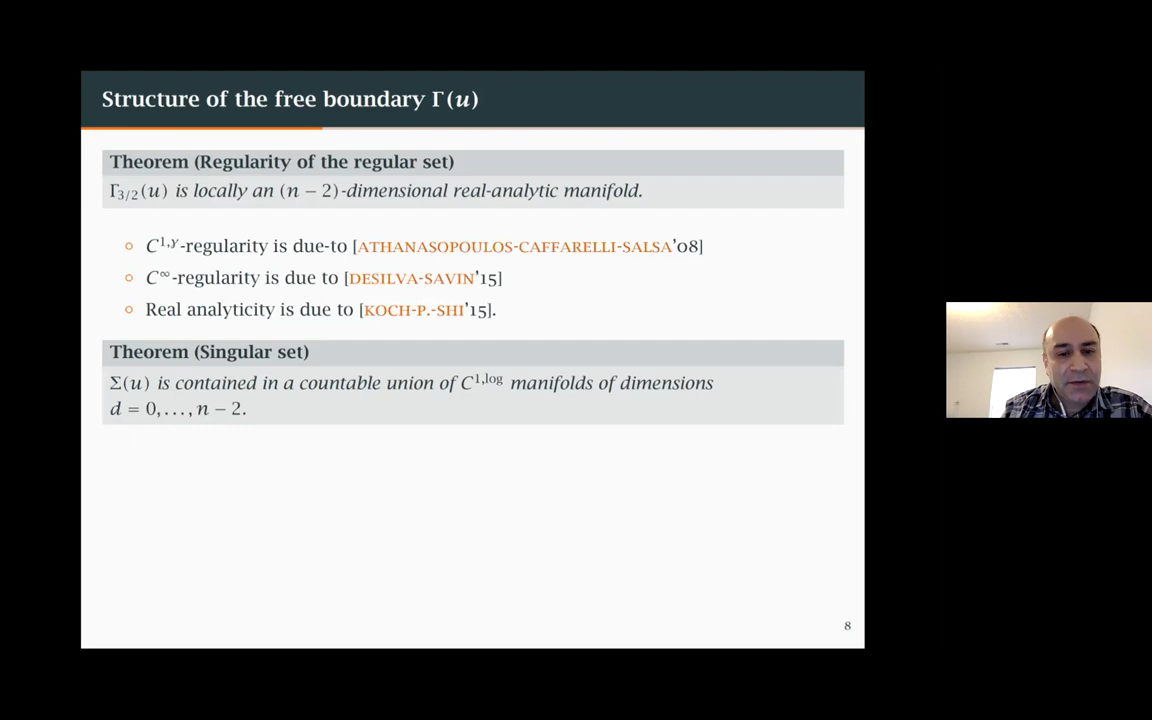 Structure of the free boundary Γ(u)
Theorem (Regularity of the regular set)
Γ₃/₂(u) is locally an (n − 2)-dimensional real-analytic manifold.
◦ C^{1,γ}-regularity is due-to [ATHANASOPOULOS-CAFFARELLI-SALSA’08]
◦ C^∞-regularity is due to [DESILVA-SAVIN’15]
◦ Real analyticity is due to [KOCH-P.-SHI’15].
Theorem (Singular set)
Σ(u) is contained in a countable union of C^{1,log} manifolds of dimensions
d = 0, . . . , n − 2.
8